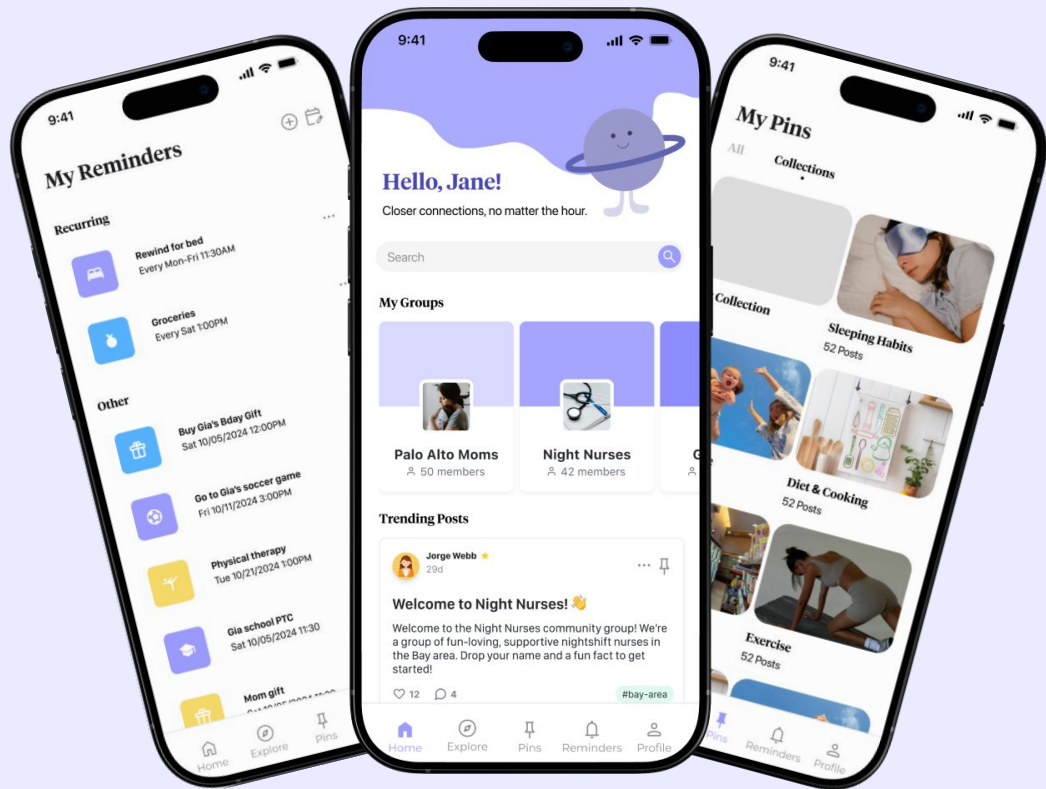 9:41
My Reminders
Recurring
Rewind for bed
Every Mon-Fri 11:30AM
Groceries
Every Sat 1:00PM
Other
Buy Gia's Bday Gift
Sat 10/05/2024 12:00PM
Go to Gia's soccer game
Fri 10/11/2024 3:00PM
Physical therapy
Tue 10/21/2024 1:00PM
Gia school PTC
Sat 10/05/2024 11:30
Mom gift
Home
Explore
Pins
9:41
Hello, Jane!
Closer connections, no matter the hour.
Search
My Groups
Palo Alto Moms
50 members
Night Nurses
42 members
Trending Posts
Jorge Webb
29d
Welcome to Night Nurses! 👋
Welcome to the Night Nurses community group! We're
a group of fun-loving, supportive nightshift nurses in
the Bay area. Drop your name and a fun fact to get
started!
12
4
#bay-area
Home
Explore
Pins
Reminders
Profile
9:41
My Pins
All
Collections
Collection
Sleeping Habits
52 Posts
Diet & Cooking
52 Posts
Exercise
52 Posts
Pins
Reminders
Profile